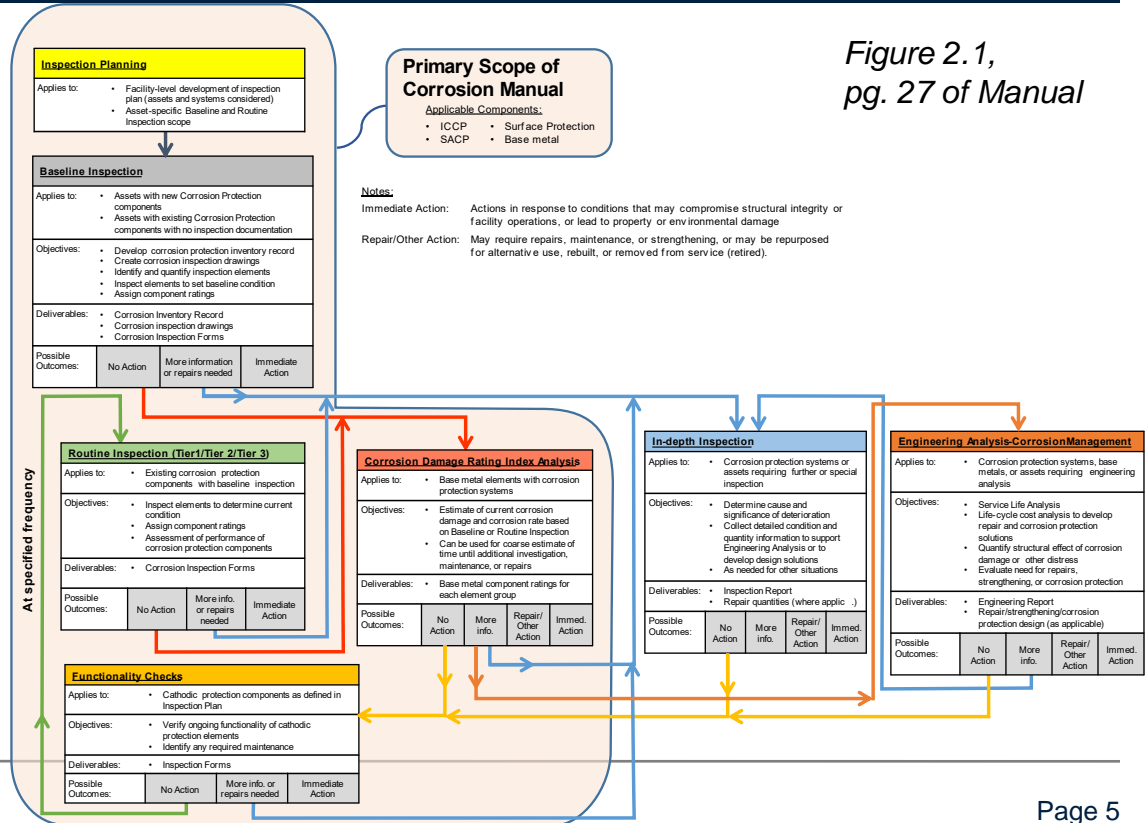 Figure 2.1,
pg. 27 of Manual
Primary Scope of
Corrosion Manual
Applicable Components:
• ICCP • Surface Protection
• SACP • Base metal
Inspection Planning
Applies to: • Facility-level development of inspection
plan (assets and systems considered)
• Asset-specific Baseline and Routine
Inspection scope
Baseline Inspection
Applies to: • Assets with new Corrosion Protection
components
• Assets with existing Corrosion Protection
components with no inspection documentation
Objectives: • Develop corrosion protection inventory record
• Create corrosion inspection drawings
• Identify and quantify inspection elements
• Inspect elements to set baseline condition
• Assign component ratings
Deliverables: • Corrosion Inventory Record
• Corrosion inspection drawings
• Corrosion Inspection Forms
Possible
Outcomes:
No Action
More information
or repairs needed
Immediate
Action
Notes:
Immediate Action: Actions in response to conditions that may compromise structural integrity or
facility operations, or lead to property or environmental damage
Repair/Other Action: May require repairs, maintenance, or strengthening, or may be repurposed
for alternative use, rebuilt, or removed from service (retired).
At specified frequency
Routine Inspection (Tier1/Tier 2/Tier 3)
Applies to: • Existing corrosion protection
components with baseline inspection
Objectives: • Inspect elements to determine current
condition
• Assign component ratings
• Assessment of performance of
corrosion protection components
Deliverables: • Corrosion Inspection Forms
Possible
Outcomes:
No Action
More info.
or repairs
needed
Immediate
Action
Corrosion Damage Rating Index Analysis
Applies to: • Base metal elements with corrosion
protection systems
Objectives: • Estimate of current corrosion
damage and corrosion rate based
on Baseline or Routine Inspection
• Can be used for coarse estimate of
time until additional investigation,
maintenance, or repairs
Deliverables: • Base metal component ratings for
each element group
Possible
Outcomes:
No
Action
More
info.
Repair/
Other
Action
Immed.
Action
In-depth Inspection
Applies to: • Corrosion protection systems or
assets requiring further or special
inspection
Objectives: • Determine cause and
significance of deterioration
• Collect detailed condition and
quantity information to support
Engineering Analysis or to
develop design solutions
• As needed for other situations
Deliverables: • Inspection Report
• Repair quantities (where applic .)
Possible
Outcomes:
No
Action
More
info.
Repair/
Other
Action
Immed.
Action
Engineering Analysis-CorrosionManagement
Applies to: • Corrosion protection systems, base
metals, or assets requiring engineering
analysis
Objectives: • Service Life Analysis
• Life-cycle cost analysis to develop
repair and corrosion protection
solutions
• Quantify structural effect of corrosion
damage or other distress
• Evaluate need for repairs,
strengthening, or corrosion protection
Deliverables: • Engineering Report
• Repair/strengthening/corrosion
protection design (as applicable)
Possible
Outcomes:
No
Action
More
info.
Repair/
Other
Action
Immed.
Action
Functionality Checks
Applies to: • Cathodic protection components as defined in
Inspection Plan
Objectives: • Verify ongoing functionality of cathodic
protection elements
• Identify any required maintenance
Deliverables: • Inspection Forms
Possible
Outcomes:
No Action
More info. or
repairs needed
Immediate
Action
Page 5